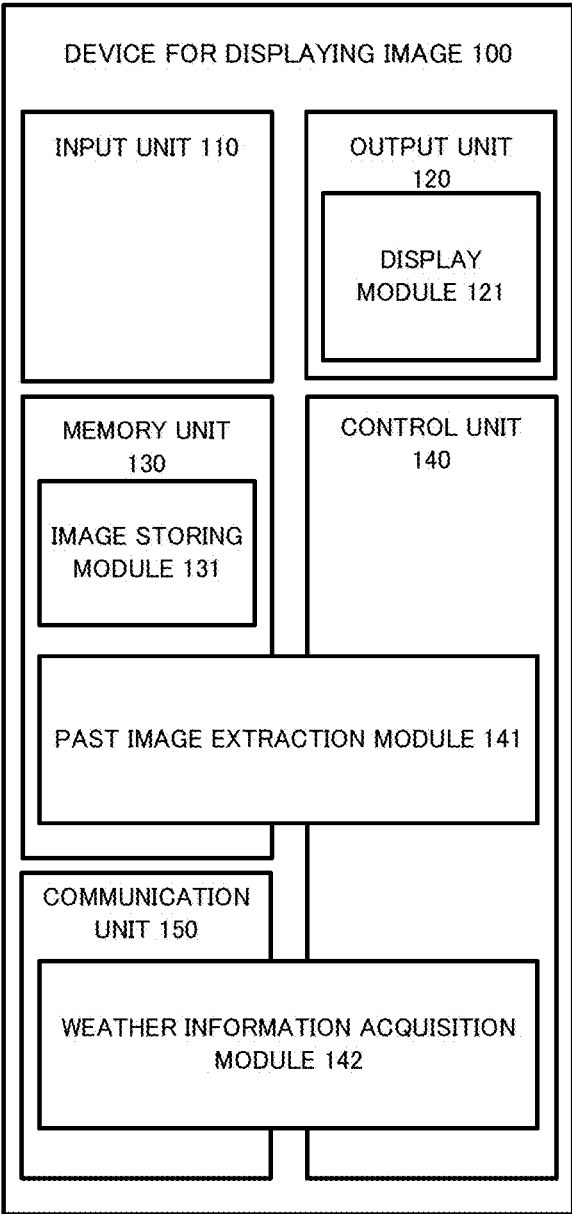 DEVICE FOR DISPLAYING IMAGE 100
INPUT UNIT 110
OUTPUT UNIT
120
DISPLAY
MODULE 121
MEMORY UNIT
130
IMAGE STORING
MODULE 131
CONTROL UNIT
140
PAST IMAGE EXTRACTION MODULE 141
COMMUNICATION
UNIT 150
WEATHER INFORMATION ACQUISITION
MODULE 142